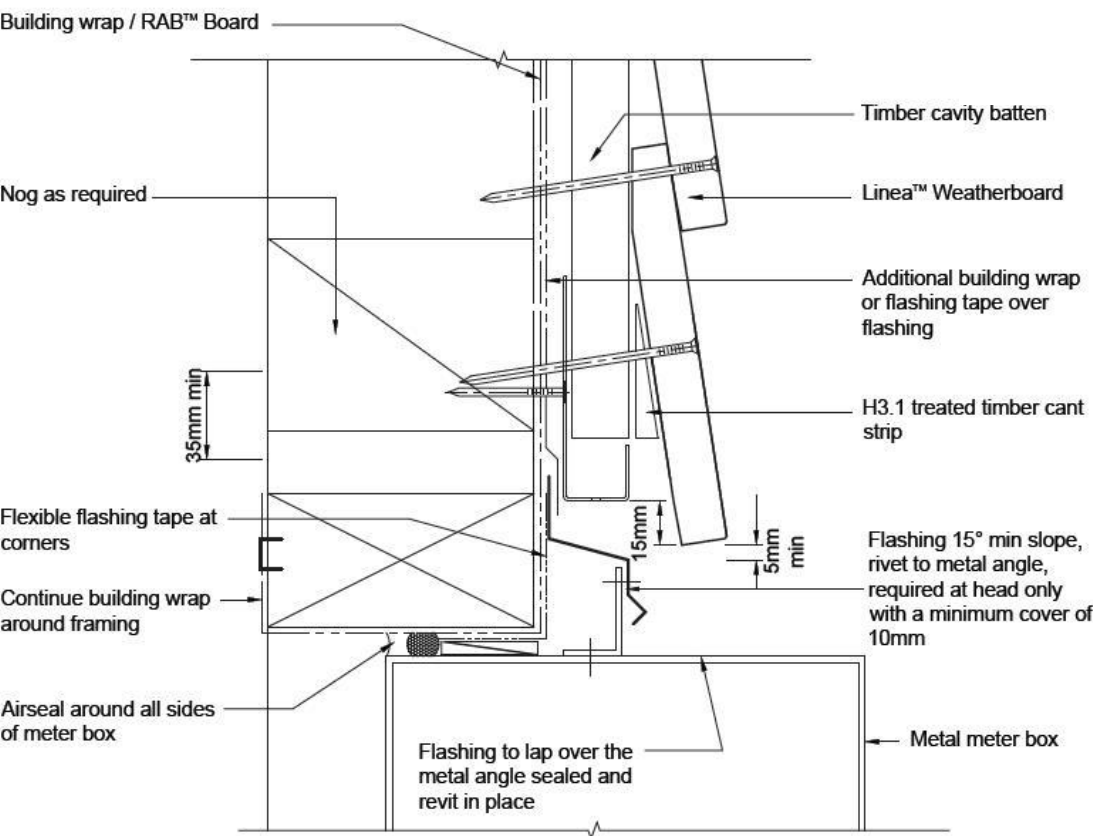 Building wrap / RAB™ Board
Timber cavity batten
Nog as required
Linea™ Weatherboard
Additional building wrap
or flashing tape over
flashing
35mm min
H3.1 treated timber cant
strip
Flexible flashing tape at
corners
15mm
5mm
min
Flashing 15° min slope,
rivet to metal angle,
required at head only
with a minimum cover of
10mm
Continue building wrap
around framing
Airseal around all sides
of meter box
Flashing to lap over the
metal angle sealed and
revit in place
Metal meter box